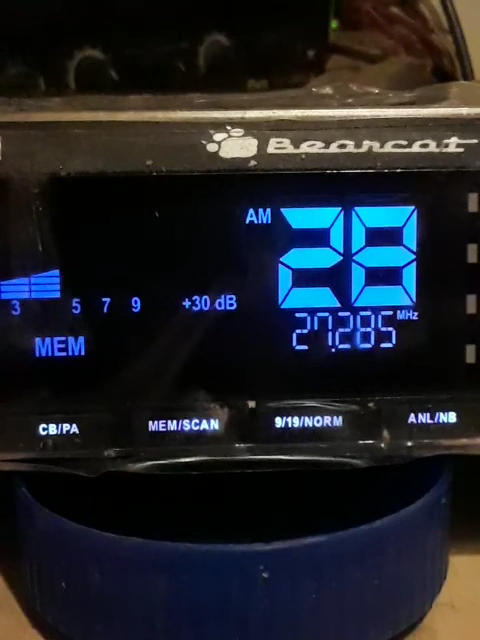 Bearcat
AM 28
3 5 7 9 +30 dB
27.285 MHz
MEM
CB/PA MEM/SCAN 9/19/NORM ANL/NB